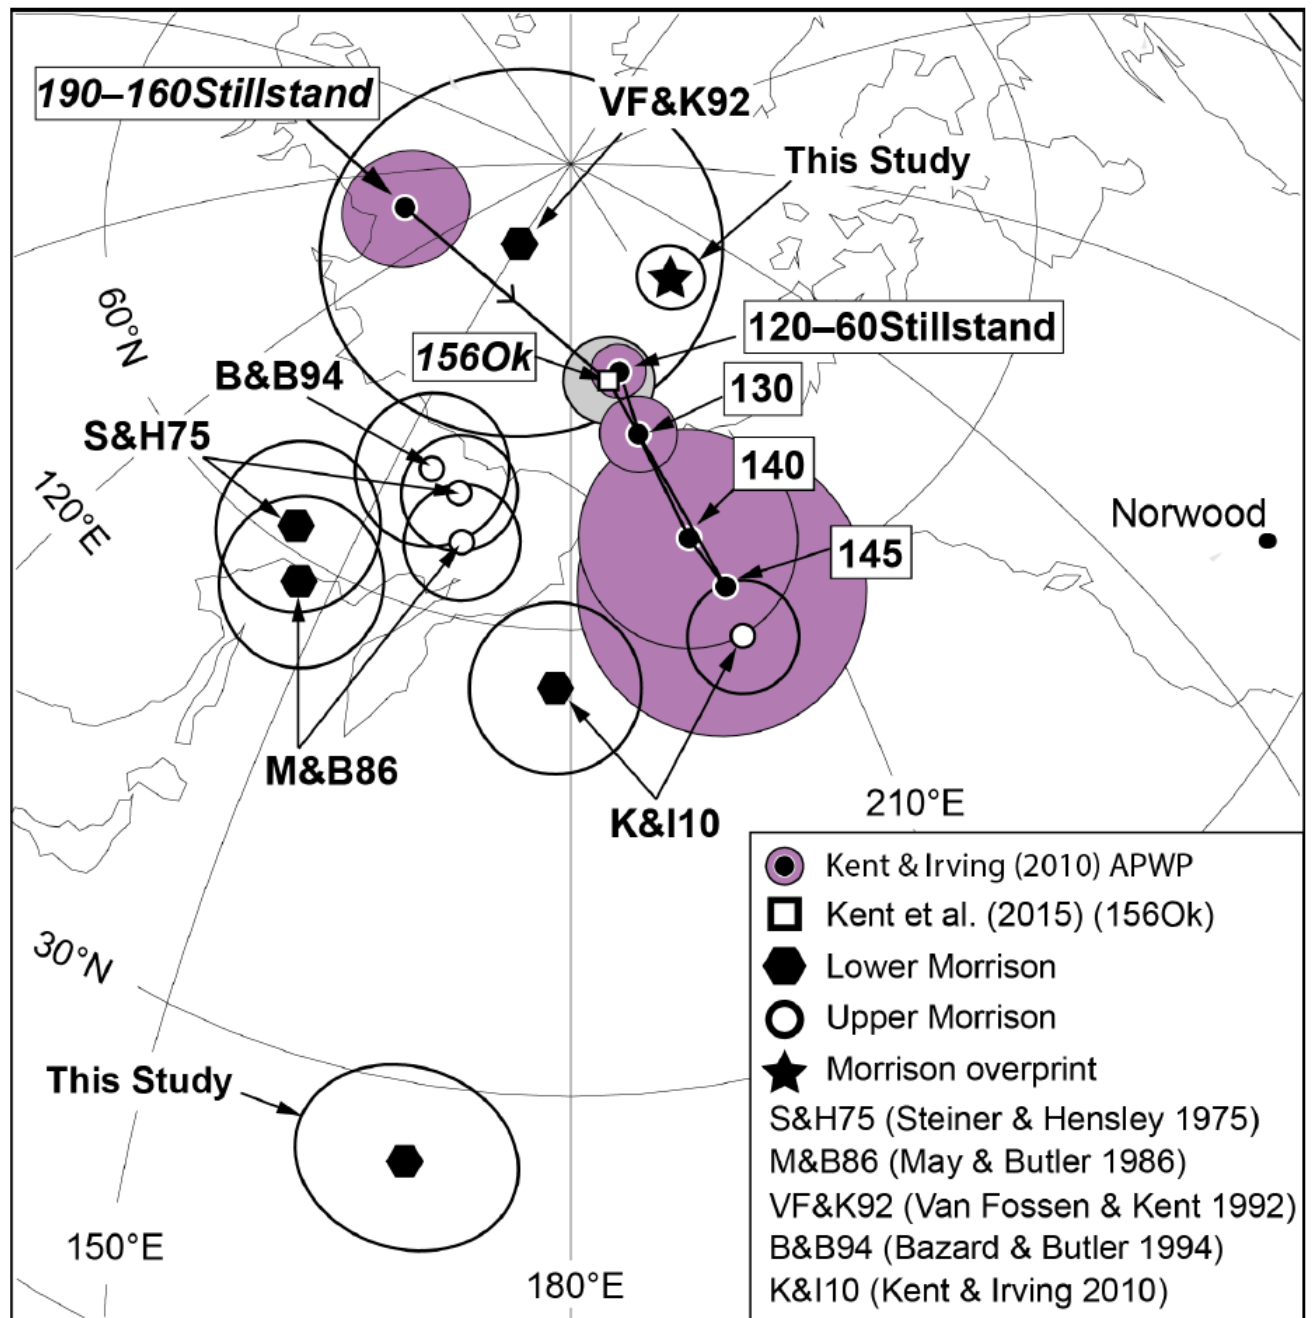 190–160Stillstand
VF&K92
This Study
60°N
120–60Stillstand
156Ok
B&B94
130
S&H75
140
120°E
Norwood
145
M&B86
K&I10
210°E
Kent & Irving (2010) APWP
Kent et al. (2015) (156Ok)
30°N
Lower Morrison
Upper Morrison
This Study
Morrison overprint
S&H75 (Steiner & Hensley 1975)
M&B86 (May & Butler 1986)
VF&K92 (Van Fossen & Kent 1992)
150°E
B&B94 (Bazard & Butler 1994)
180°E
K&I10 (Kent & Irving 2010)